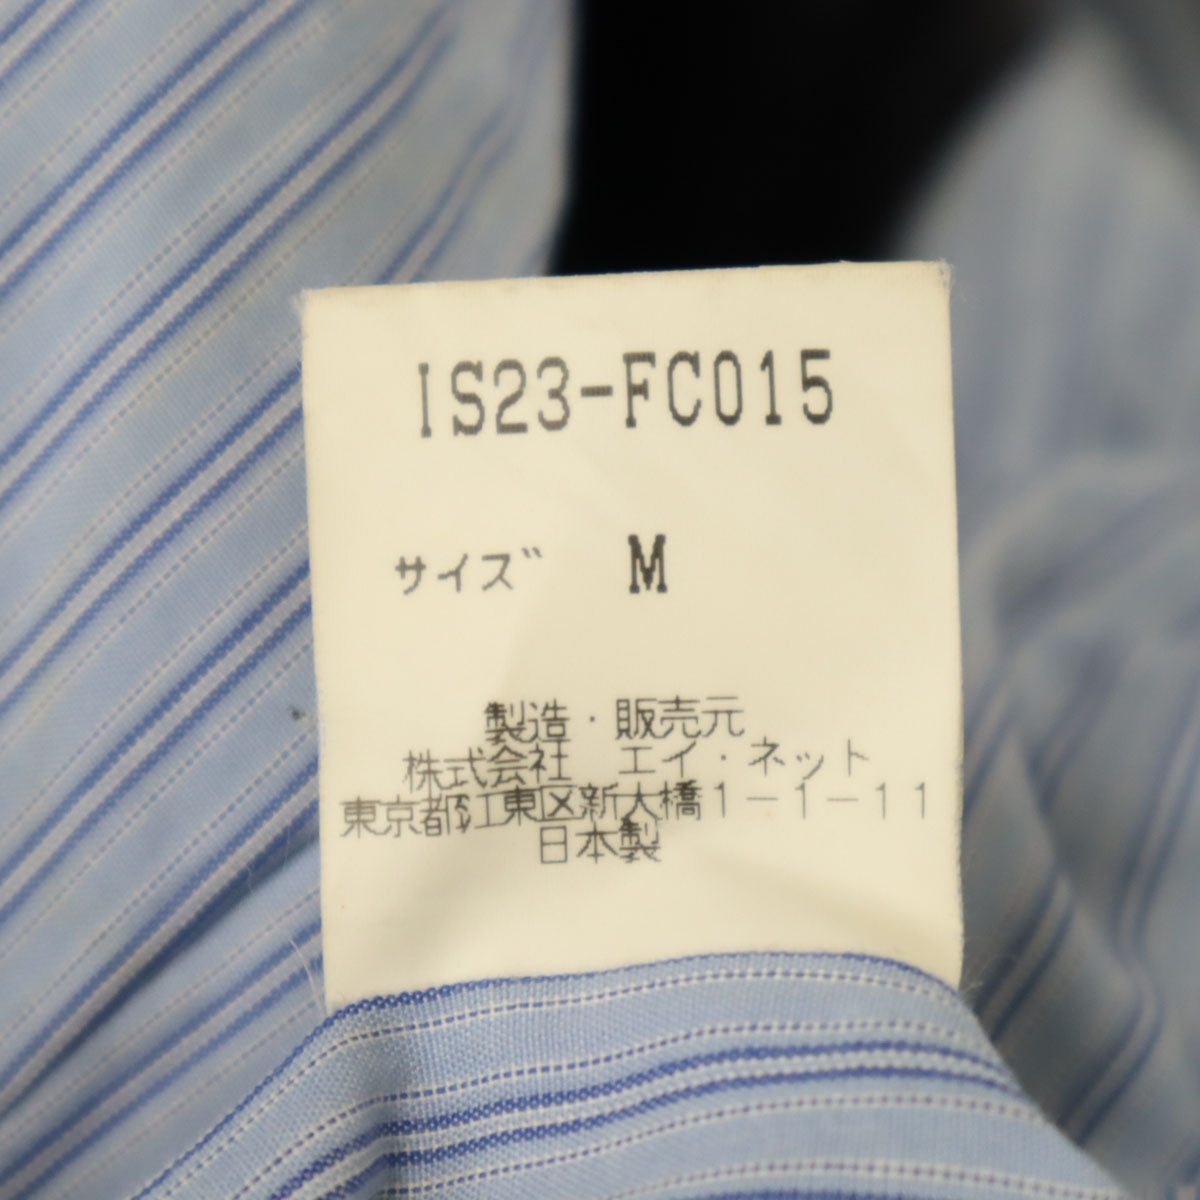 IS23-FC015
サイズ M
製造・販売元
株式会社 エイ・ネット
東京都江東区新大橋1-1-11
日本製